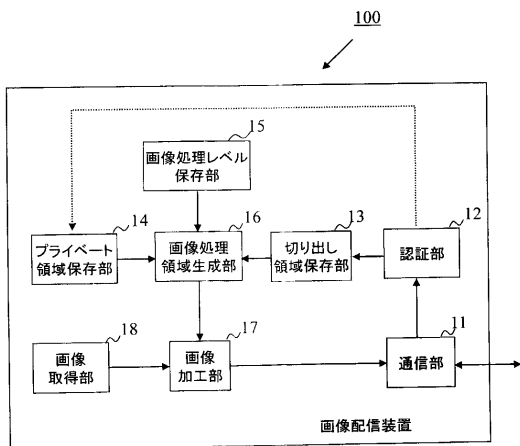 100
15
画像処理レベル
保存部
14
プライベート
領域保存部
16
画像処理
領域生成部
13
切り出し
領域保存部
12
認証部
18
画像
取得部
17
画像
加工部
11
通信部
画像配信装置